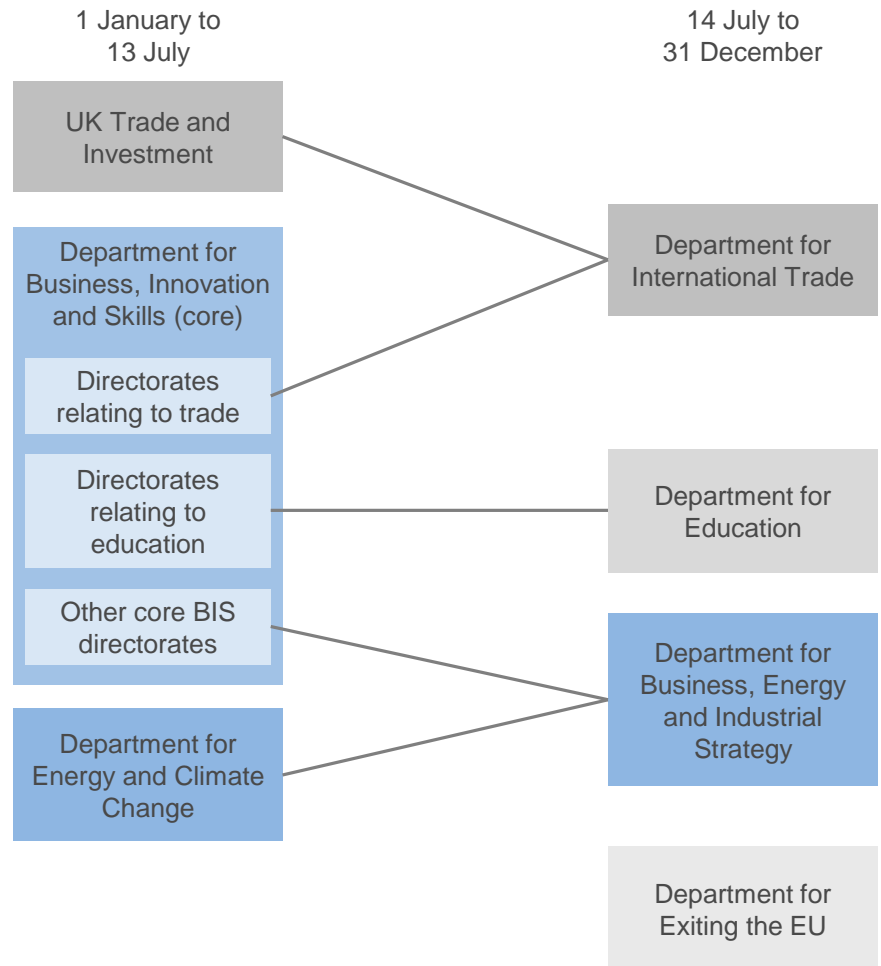 1 January to
13 July
14 July to
31 December
UK Trade and
Investment
Department for
Business, Innovation
and Skills (core)
Directorates
relating to trade
Directorates
relating to
education
Other core BIS
directorates
Department for
Energy and Climate
Change
Department for
International Trade
Department for
Education
Department for
Business, Energy
and Industrial
Strategy
Department for
Exiting the EU